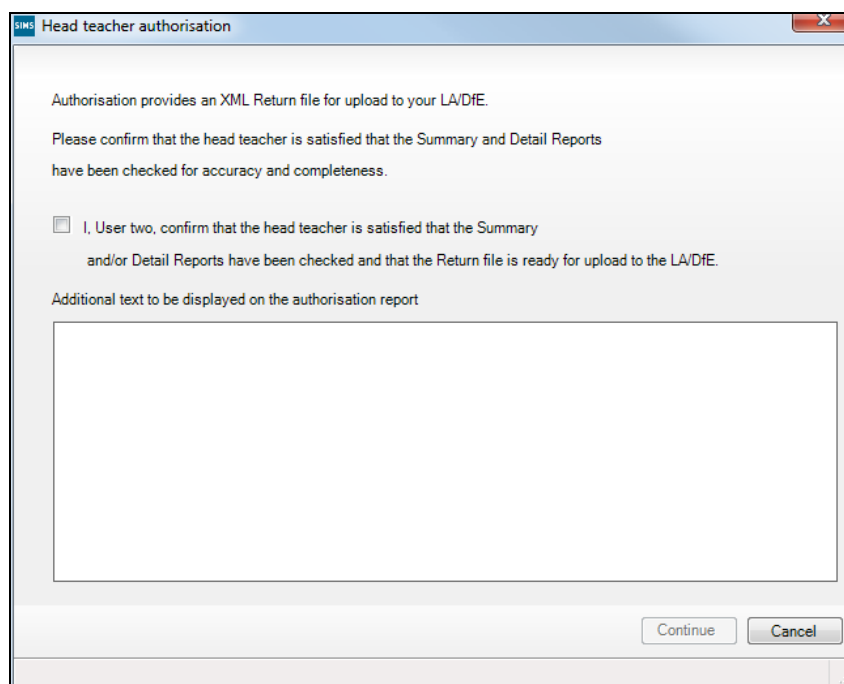 SIMS Head teacher authorisation
Authorisation provides an XML Return file for upload to your LA/DfE.
Please confirm that the head teacher is satisfied that the Summary and Detail Reports
have been checked for accuracy and completeness.
I, User two, confirm that the head teacher is satisfied that the Summary
and/or Detail Reports have been checked and that the Return file is ready for upload to the LA/DfE.
Additional text to be displayed on the authorisation report
Continue Cancel